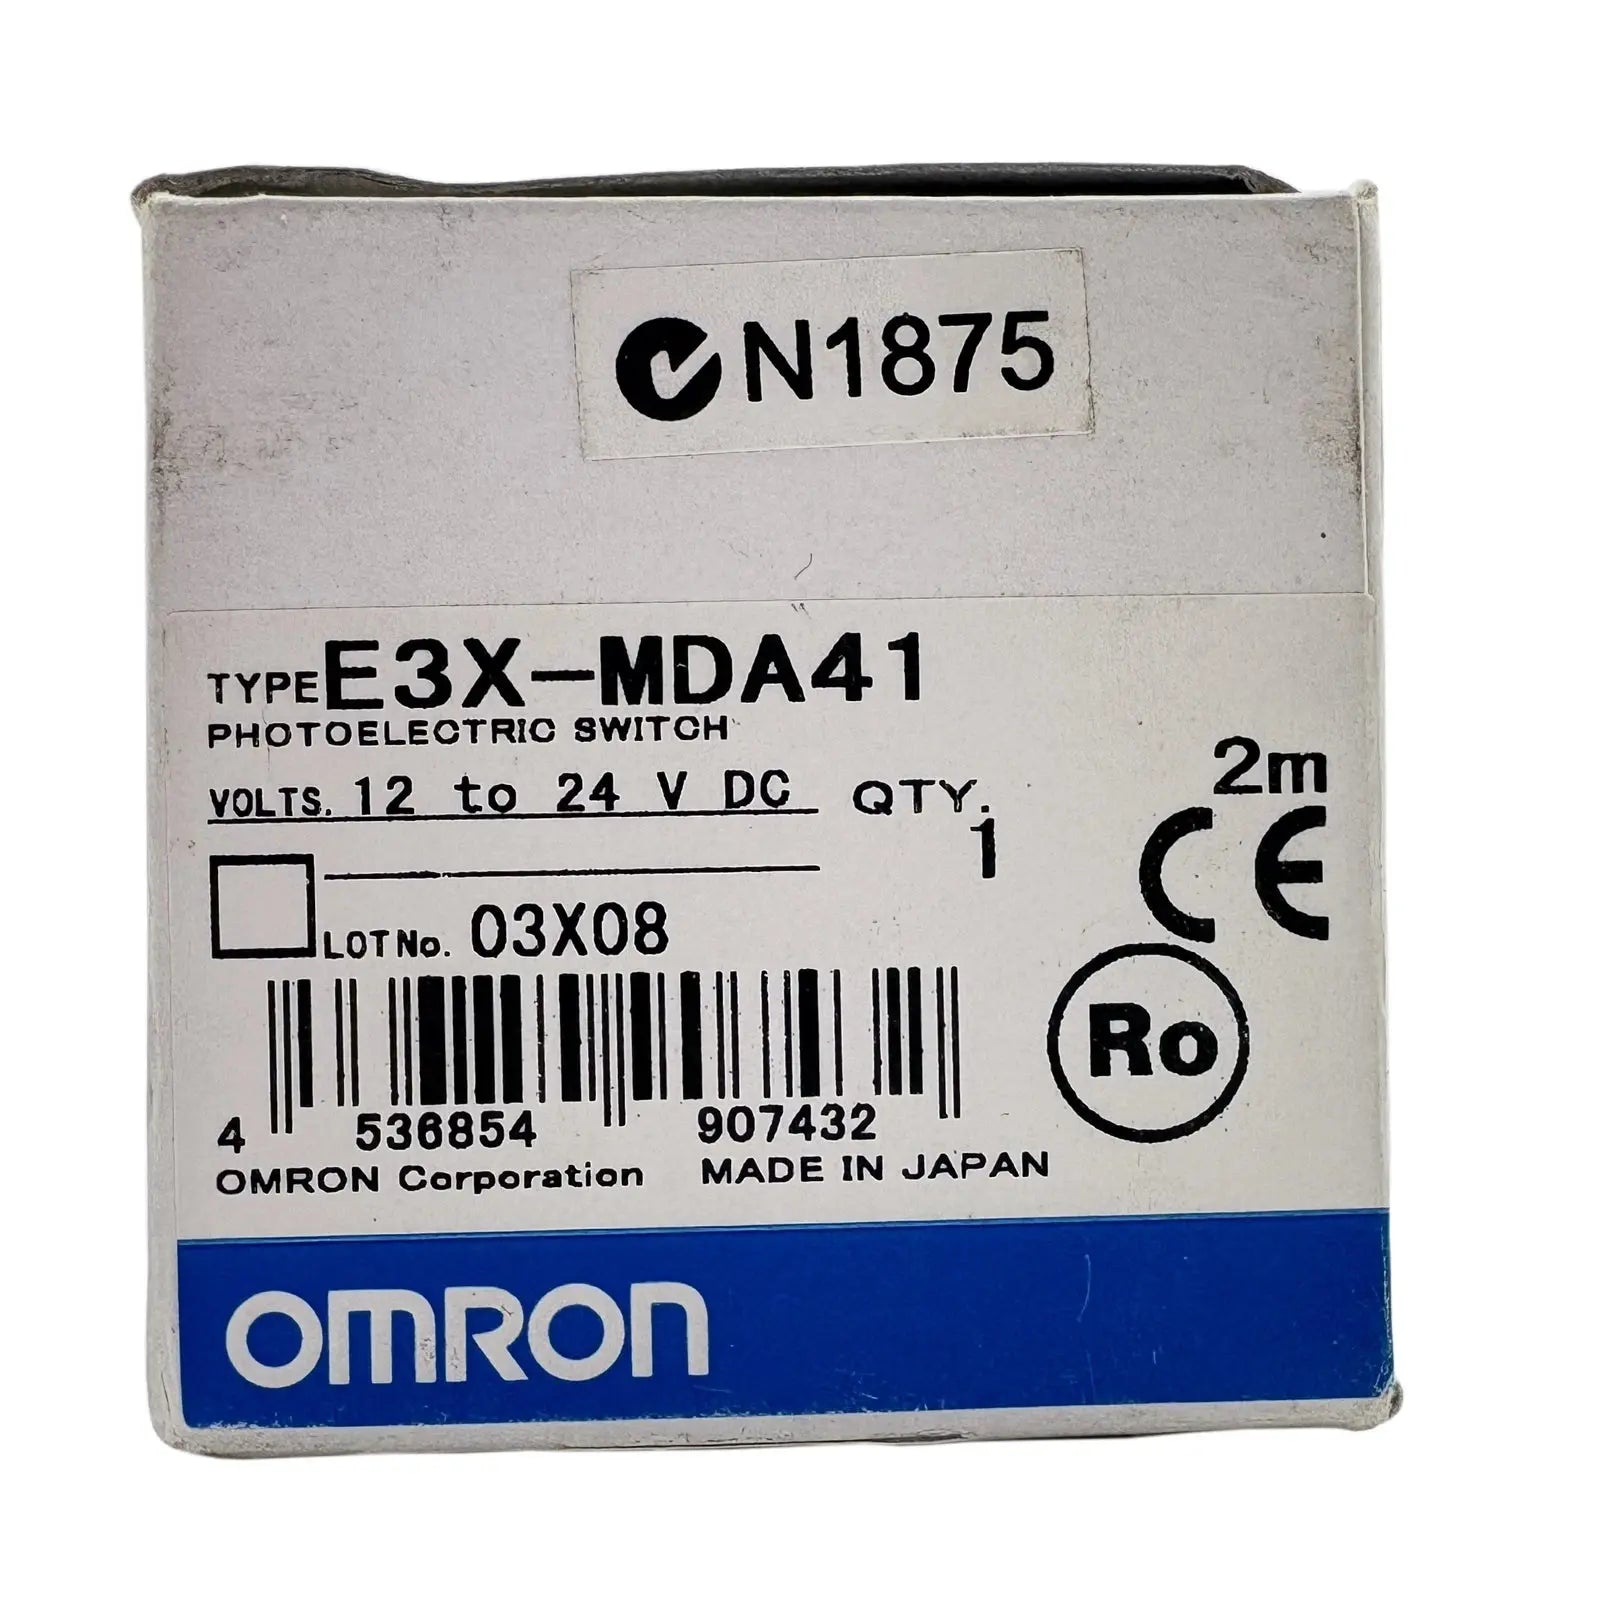 N1875
TYPE E3X-MDA41
PHOTOELECTRIC SWITCH
VOLTS. 12 to 24 V DC QTY. 1
2m
CE
LOT No. 03X08
Ro
4 536854 907432
OMRON Corporation MADE IN JAPAN
OMRON